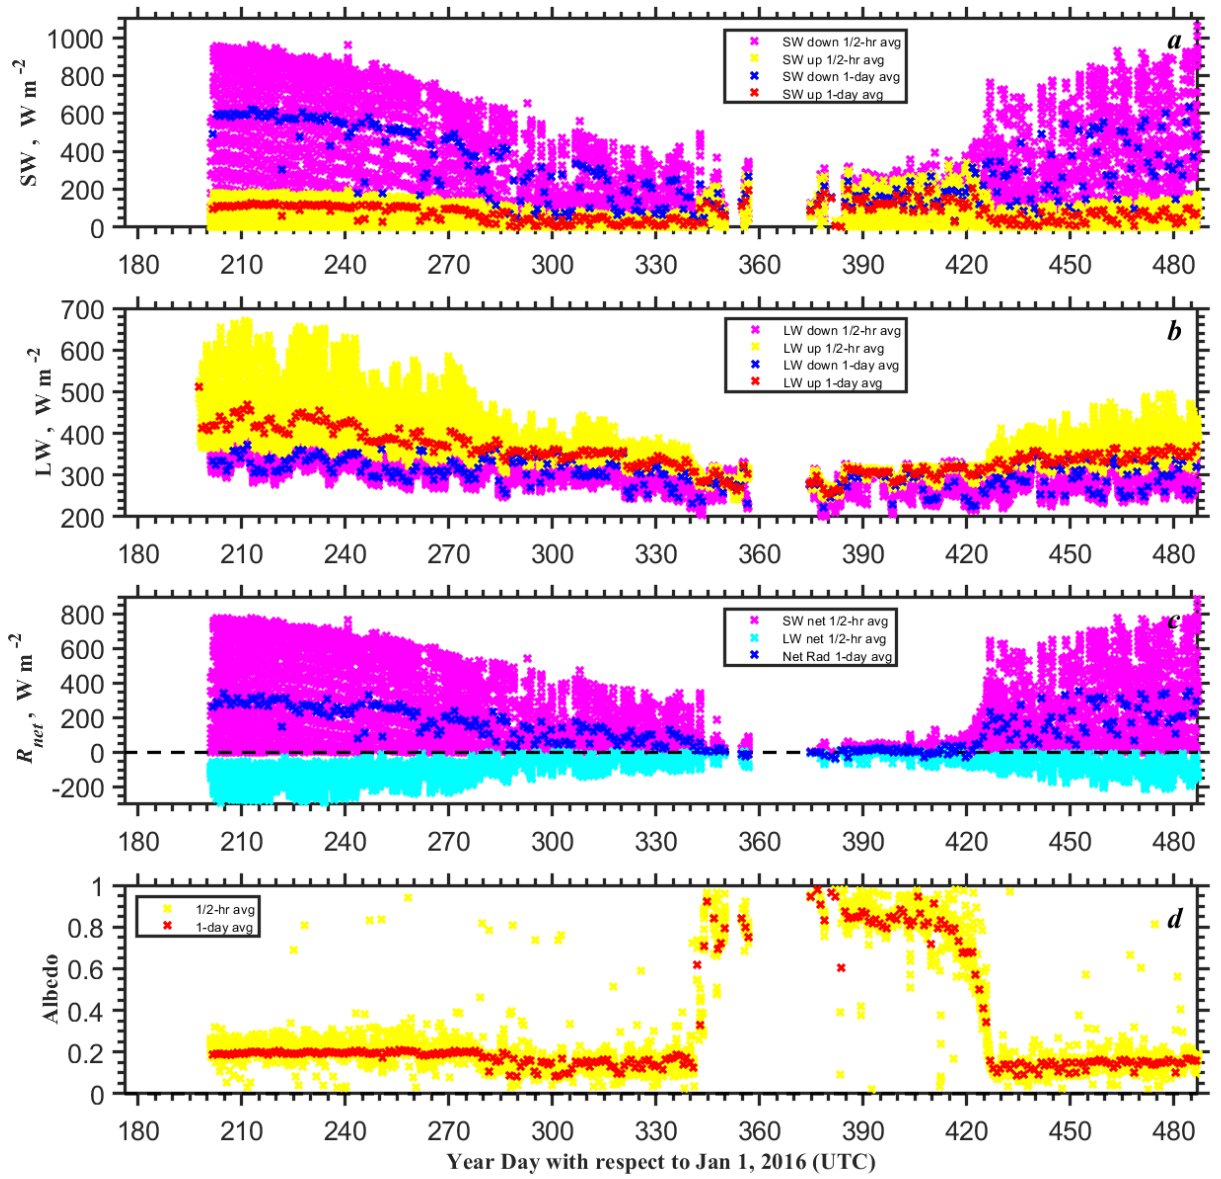 SW , W m -2
1000
800
600
400
200
0
a
SW down 1/2-hr avg
SW up 1/2-hr avg
SW down 1-day avg
SW up 1-day avg
180 210 240 270 300 330 360 390 420 450 480
LW, W m -2
700
600
500
400
300
200
b
LW down 1/2-hr avg
LW up 1/2-hr avg
LW down 1-day avg
LW up 1-day avg
180 210 240 270 300 330 360 390 420 450 480
Rnet, W m -2
800
600
400
200
0
-200
c
SW net 1/2-hr avg
LW net 1/2-hr avg
Net Rad 1-day avg
180 210 240 270 300 330 360 390 420 450 480
Albedo
1
0.8
0.6
0.4
0.2
0
d
1/2-hr avg
1-day avg
180 210 240 270 300 330 360 390 420 450 480
Year Day with respect to Jan 1, 2016 (UTC)